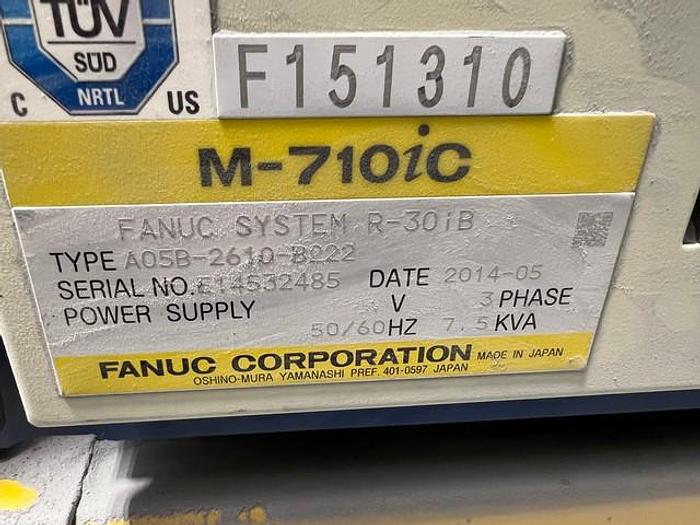 TÜV
SÜD
C NRTL US
F151310
M-710iC
FANUC SYSTEM R-30iB
TYPE A05B-2610-B222
SERIAL NO. E14532485 DATE 2014-05
POWER SUPPLY V 3 PHASE
50/60HZ 7.5KVA
FANUC CORPORATION MADE IN JAPAN
OSHINO-MURA YAMANASHI PREF. 401-0597 JAPAN